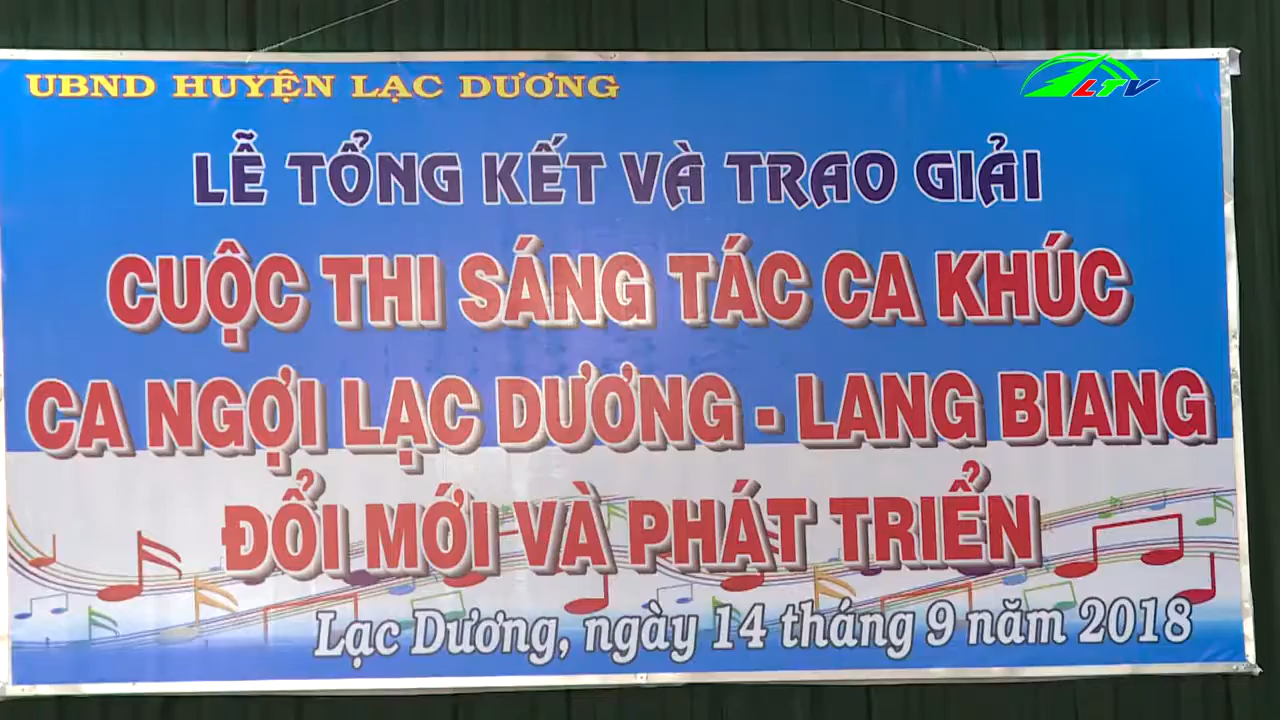 UBND HUYỆN LẠC DƯƠNG
LTV
LỄ TỔNG KẾT VÀ TRAO GIẢI
CUỘC THI SÁNG TÁC CA KHÚC
CA NGỢI LẠC DƯƠNG - LANG BIANG
ĐỔI MỚI VÀ PHÁT TRIỂN
Lạc Dương, ngày 14 tháng 9 năm 2018